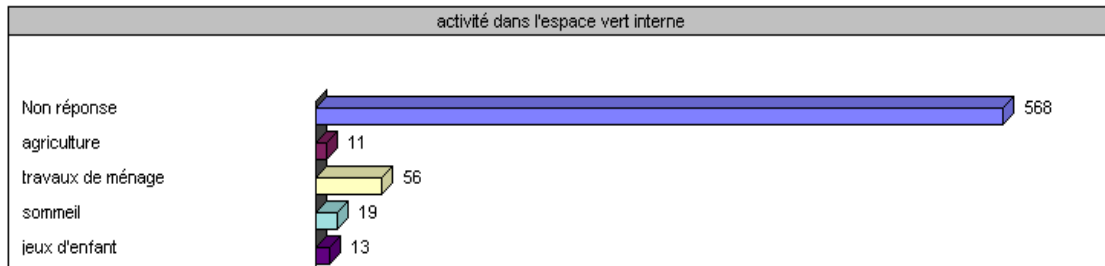 activité dans l'espace vert interne
Non réponse 568
agriculture 11
travaux de ménage 56
sommeil 19
jeux d'enfant 13